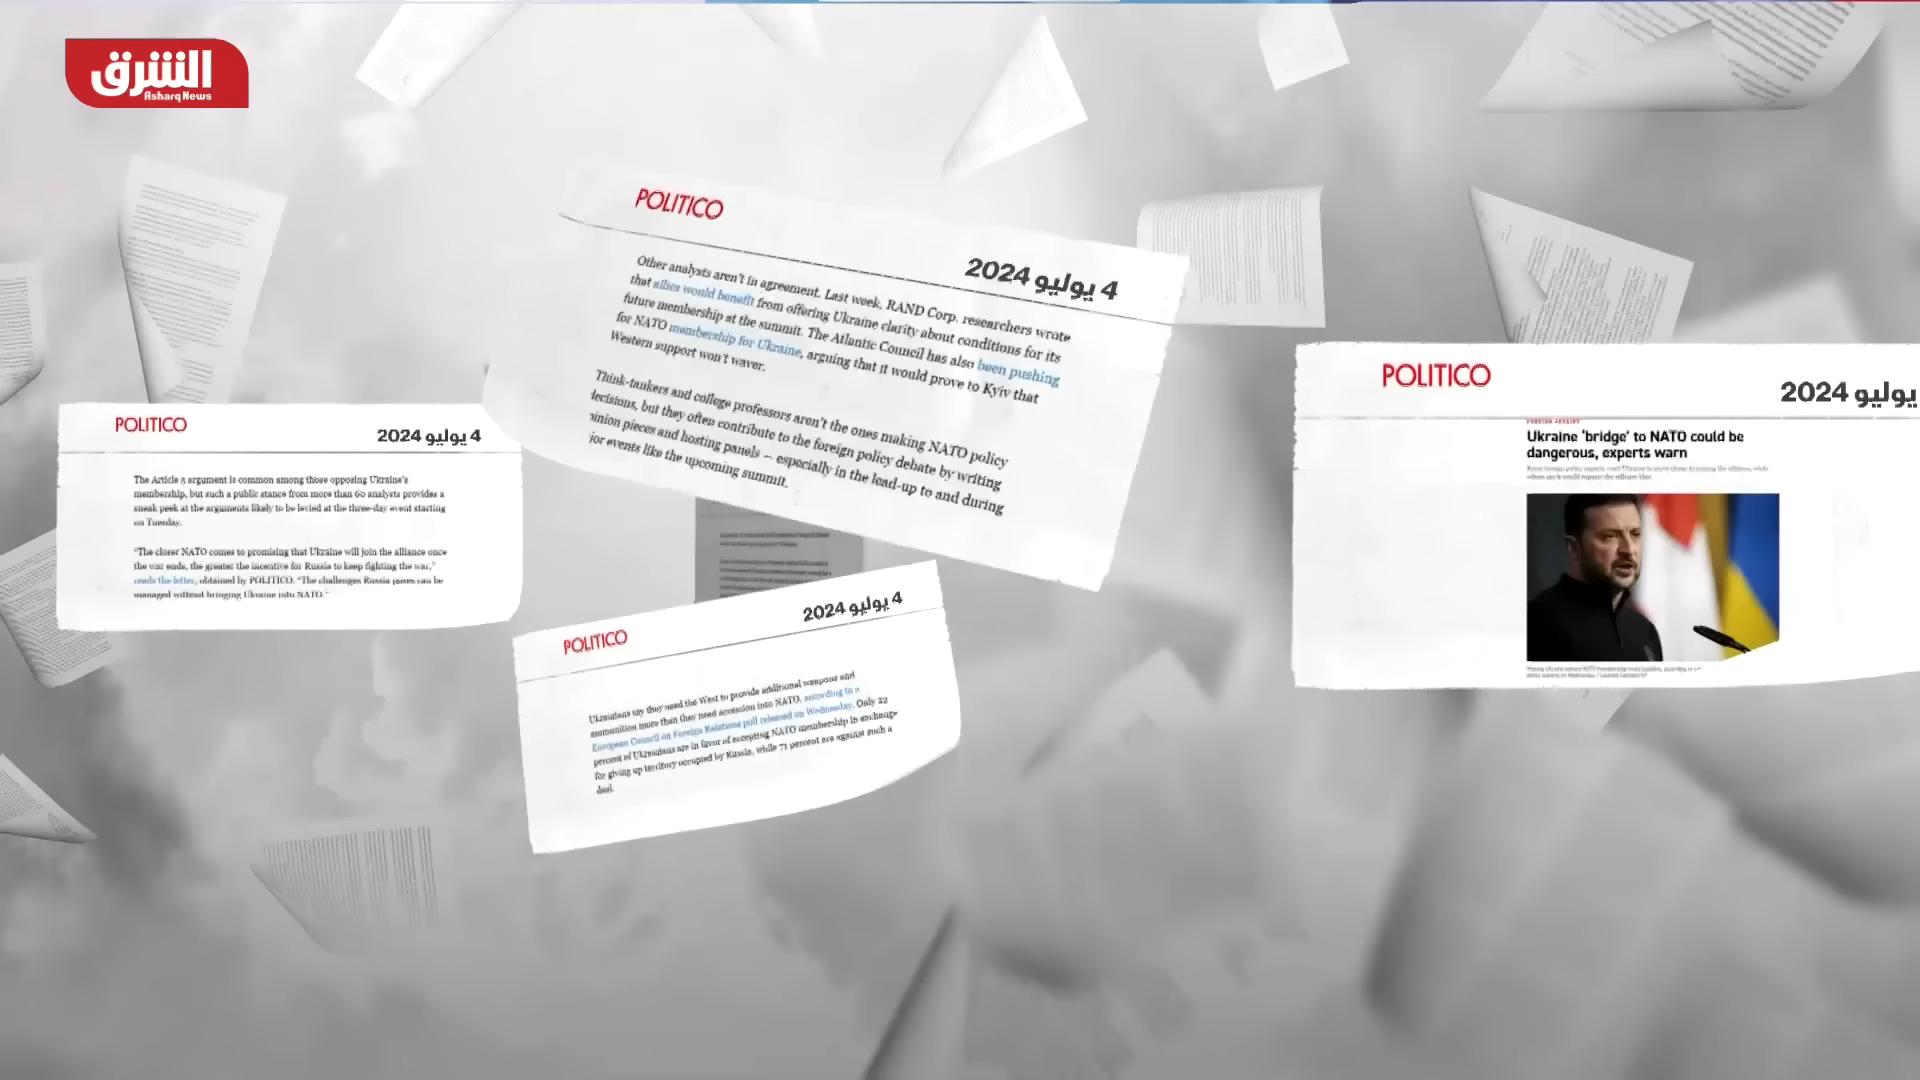 الشرق
Asharq News
POLITICO
4 يوليو 2024
Other analysts aren't in agreement. Last week, RAND Corp. researchers wrote
that allies would benefit from offering Ukraine clarity about conditions for its
future membership at the summit. The Atlantic Council has also been pushing
for NATO membership for Ukraine, arguing that it would prove to Kyiv that
Western support won't waver.
Think-tankers and college professors aren't the ones making NATO policy
decisions, but they often contribute to the foreign policy debate by writing
opinion pieces and hosting panels – especially in the lead-up to and during
ior events like the upcoming summit.
POLITICO
يوليو 2024
FOREIGN AFFAIRS
Ukraine 'bridge' to NATO could be
dangerous, experts warn
POLITICO
4 يوليو 2024
The Article 5 argument is common among those opposing Ukraine's
membership, but such a public stance from more than 60 analysts provides a
sneak peek at the arguments likely to be levied at the three-day event starting
on Tuesday.
"The closer NATO comes to promising that Ukraine will join the alliance once
the war ends, the greater the incentive for Russia to keep fighting the war,"
reads the letter, obtained by POLITICO. "The challenges Russia poses can be
managed without bringing Ukraine into NATO."
POLITICO
4 يوليو 2024
Ukrainians say they need the West to provide additional weapons and
ammunition more than they need accession into NATO, according to a
European Council on Foreign Relations poll released on Wednesday. Only 22
percent of Ukrainians are in favor of accepting NATO membership in exchange
for giving up territory occupied by Russia, while 71 percent are against such a
deal.